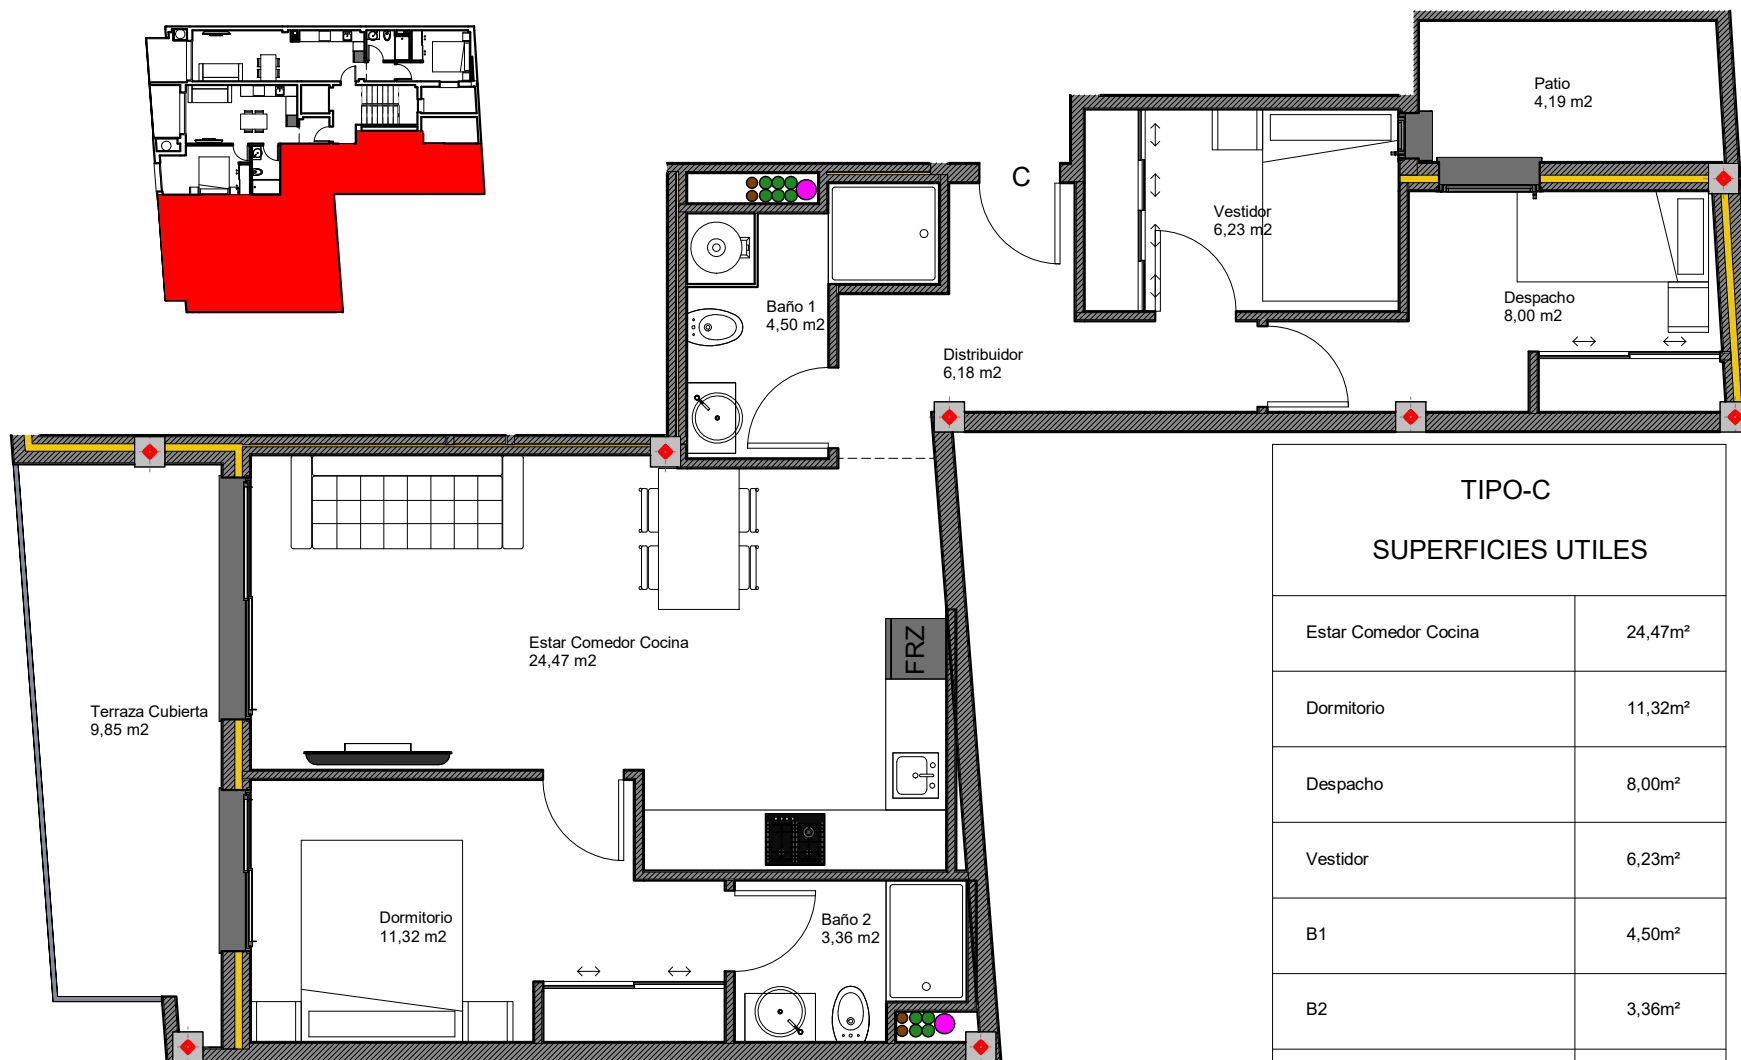 Patio
4,19 m2
C
Vestidor
6,23 m2
Baño 1
4,50 m2
Despacho
8,00 m2
Distribuidor
6,18 m2
Estar Comedor Cocina
24,47 m2
FRZ
Terraza Cubierta
9,85 m2
Dormitorio
11,32 m2
Baño 2
3,36 m2
TIPO-C
SUPERFICIES UTILES
Estar Comedor Cocina 24,47m²
Dormitorio 11,32m²
Despacho 8,00m²
Vestidor 6,23m²
B1 4,50m²
B2 3,36m²